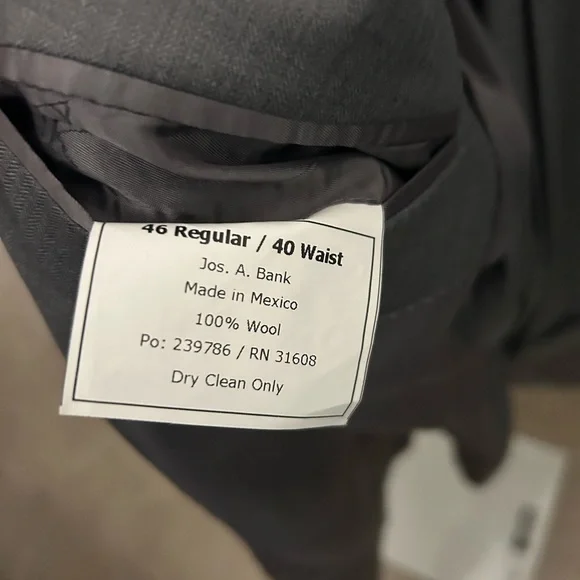 46 Regular / 40 Waist
Jos. A. Bank
Made in Mexico
100% Wool
Po: 239786 / RN 31608
Dry Clean Only